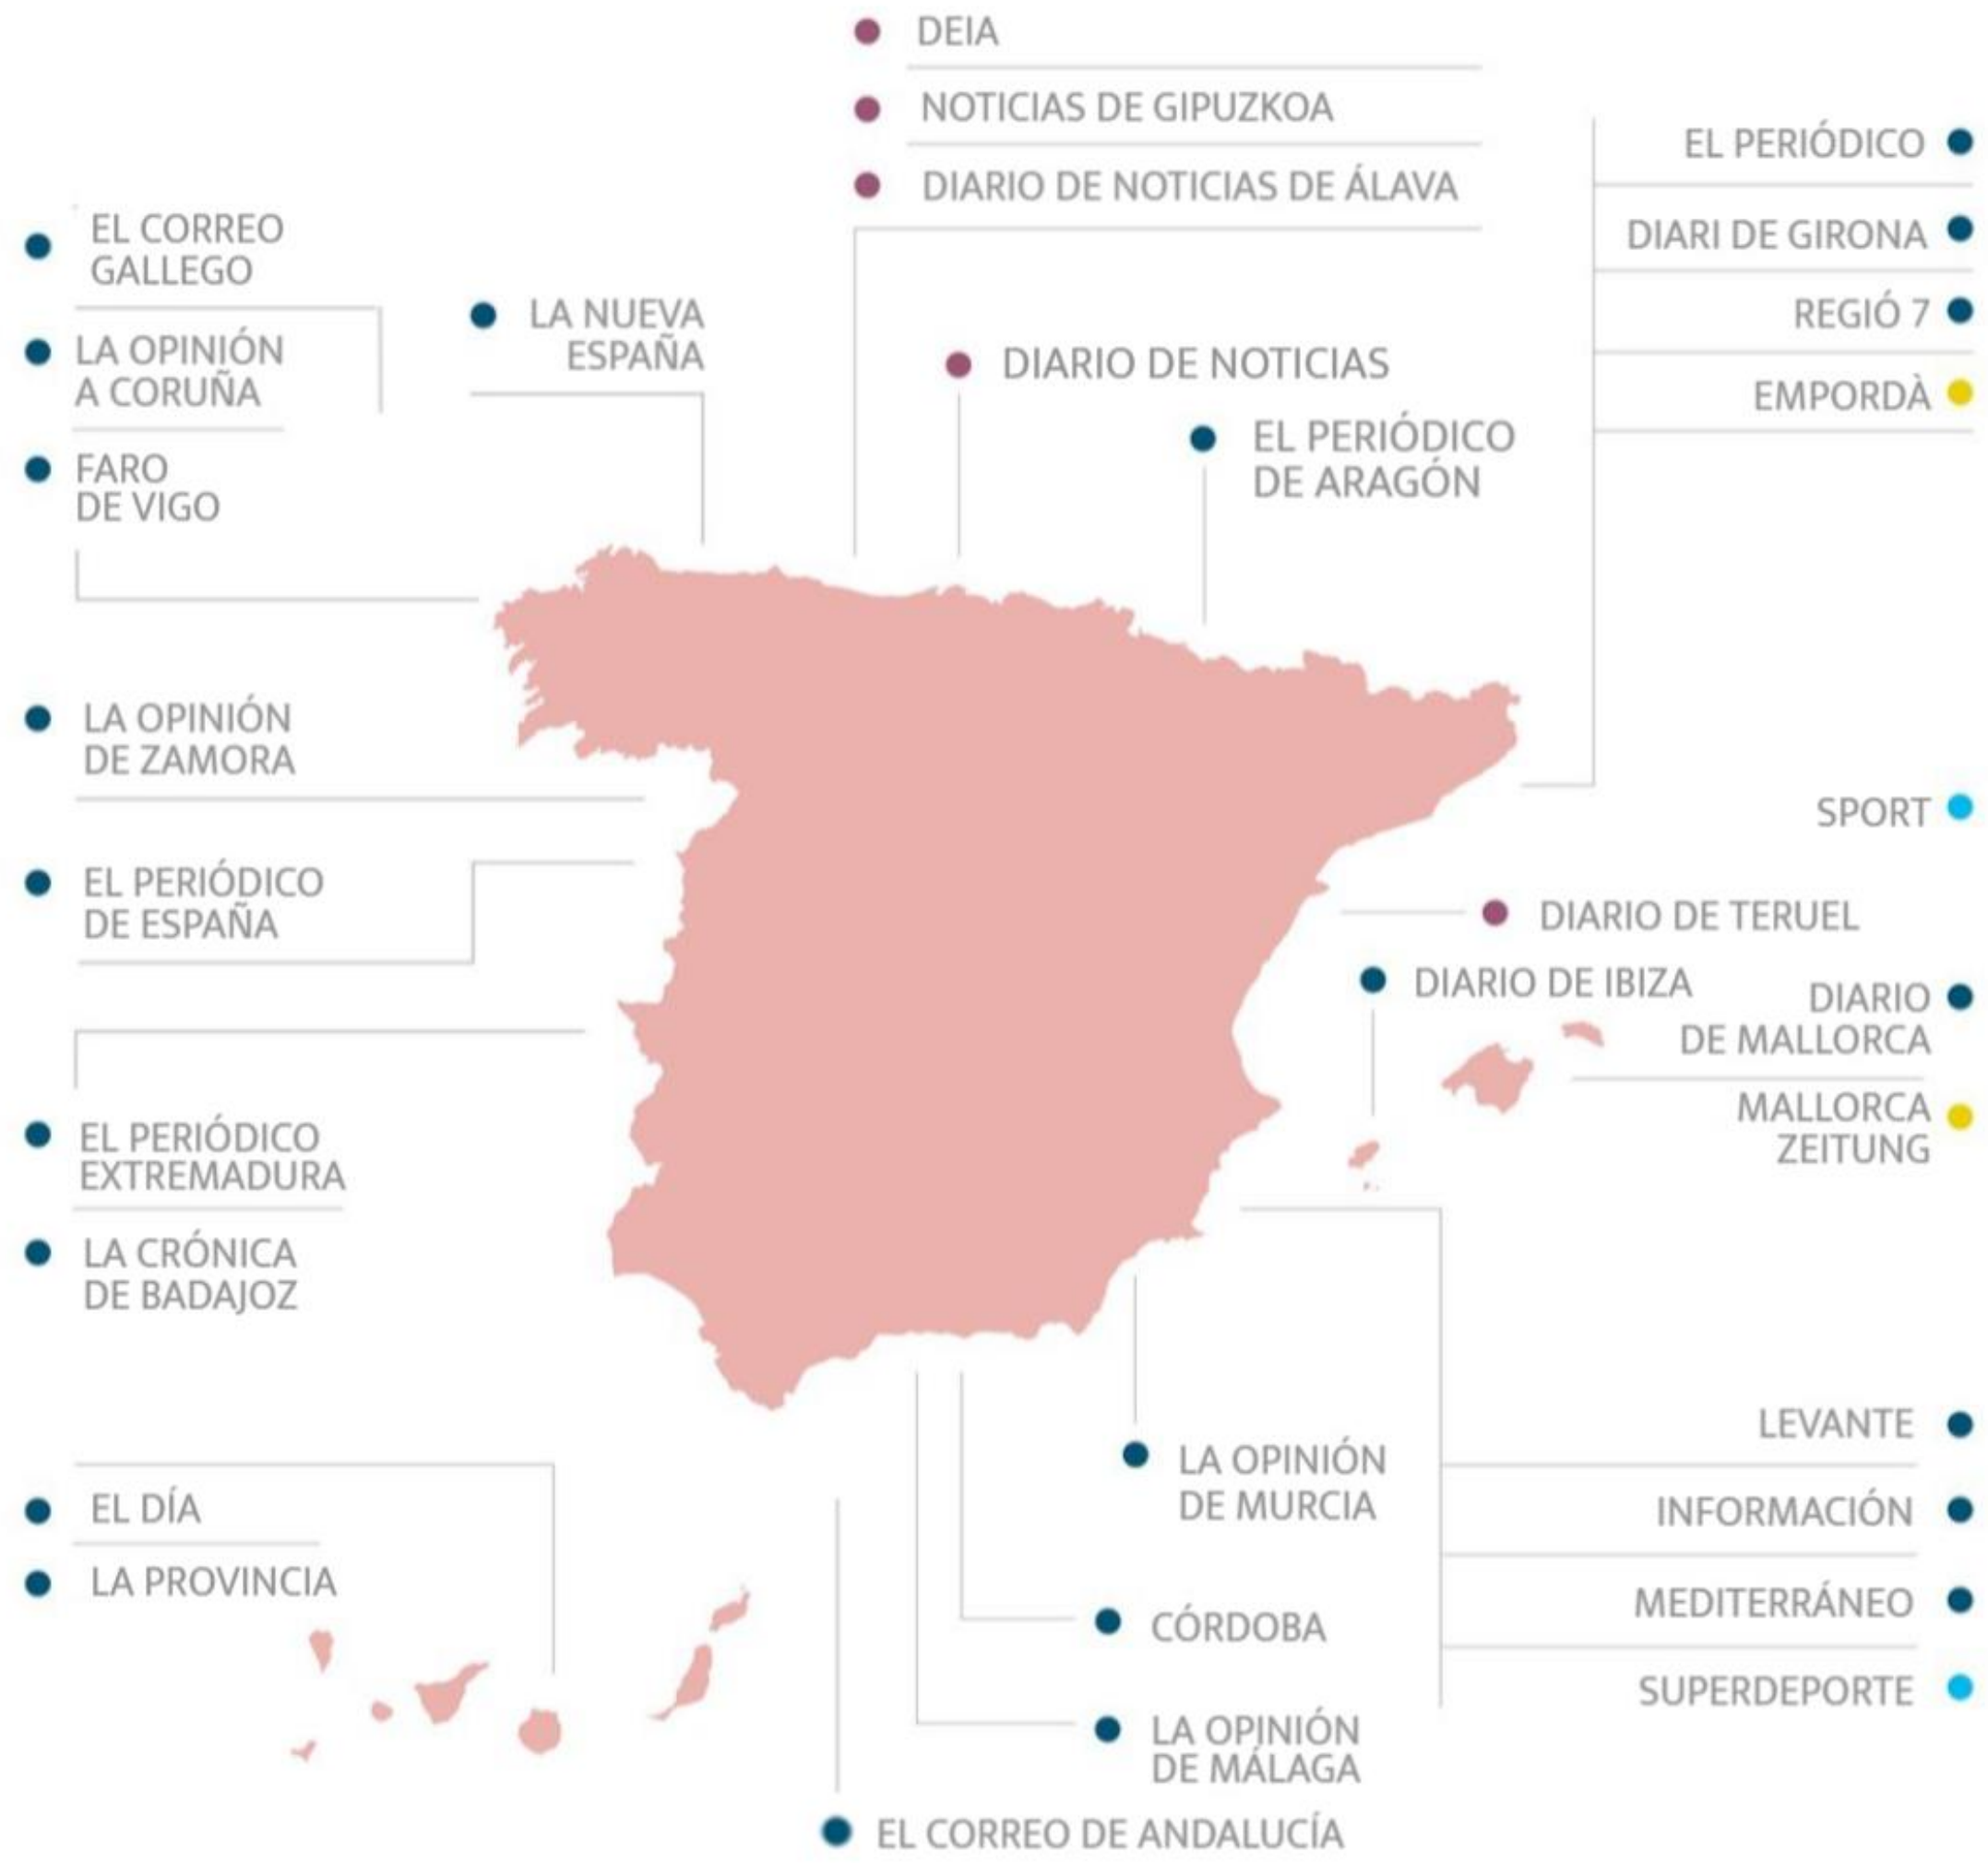 DEIA
NOTICIAS DE GIPUZKOA
DIARIO DE NOTICIAS DE ÁLAVA
EL CORREO
GALLEGO
LA OPINIÓN
A CORUÑA
FARO
DE VIGO
LA NUEVA
ESPAÑA
DIARIO DE NOTICIAS
EL PERIÓDICO
DE ARAGÓN
EL PERIÓDICO
DIARI DE GIRONA
REGIÓ 7
EMPORDÀ
LA OPINIÓN
DE ZAMORA
EL PERIÓDICO
DE ESPAÑA
SPORT
DIARIO DE TERUEL
DIARIO DE IBIZA
DIARIO
DE MALLORCA
MALLORCA
ZEITUNG
EL PERIÓDICO
EXTREMADURA
LA CRÓNICA
DE BADAJOZ
EL DÍA
LA PROVINCIA
LA OPINIÓN
DE MURCIA
CÓRDOBA
LA OPINIÓN
DE MÁLAGA
EL CORREO DE ANDALUCÍA
LEVANTE
INFORMACIÓN
MEDITERRÁNEO
SUPERDEPORTE